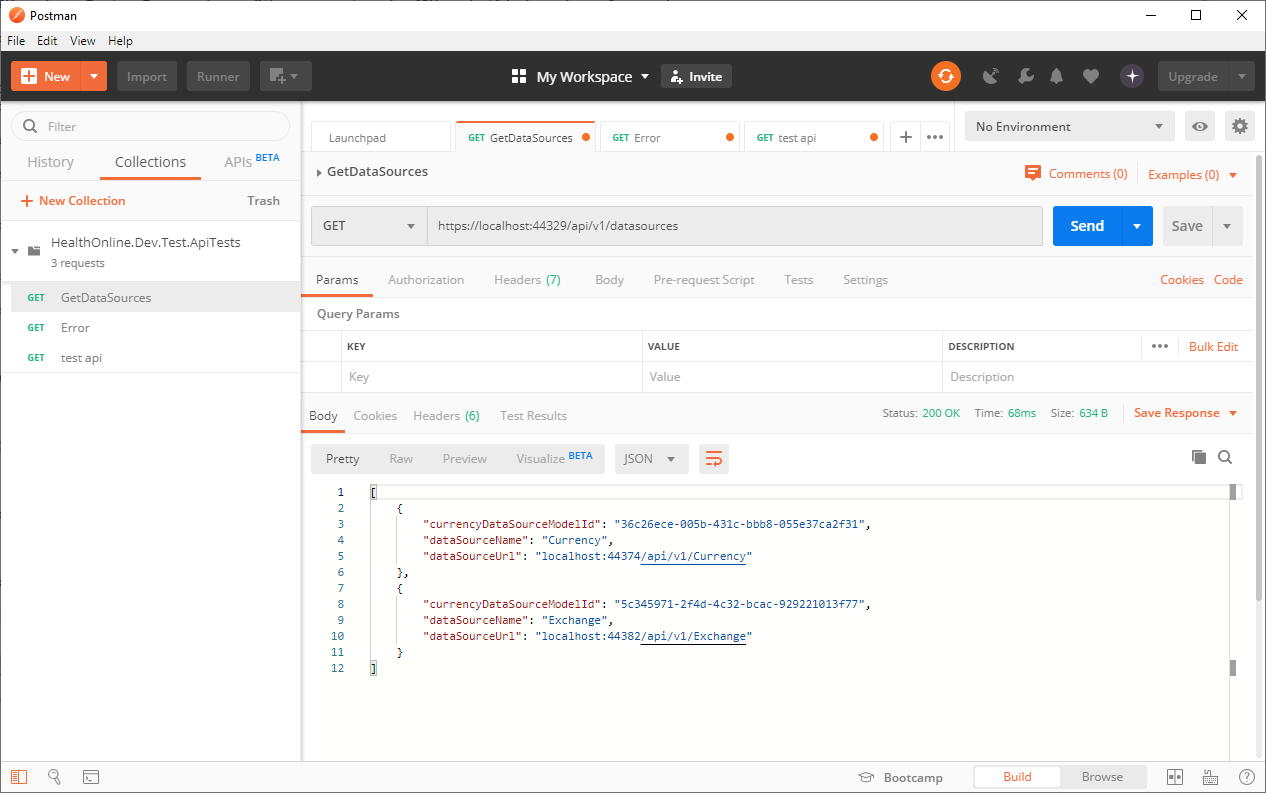 Postman
File Edit View Help
New Import Runner My Workspace Invite Upgrade
Filter
History Collections APIs BETA
New Collection Trash
HealthOnline.Dev.Test.ApiTests
3 requests
GET GetDataSources
GET Error
GET test api
Launchpad GET GetDataSources GET Error GET test api No Environment
GetDataSources Comments (0) Examples (0)
GET https://localhost:44329/api/v1/datasources Send Save
Params Authorization Headers (7) Body Pre-request Script Tests Settings Cookies Code
Query Params
KEY VALUE DESCRIPTION Bulk Edit
Key Value Description
Body Cookies Headers (6) Test Results Status: 200 OK Time: 68ms Size: 634 B Save Response
Pretty Raw Preview Visualize BETA JSON
1 [
2 {
3 "currencyDataSourceModelId": "36c26ece-005b-431c-bbb8-055e37ca2f31",
4 "dataSourceName": "Currency",
5 "dataSourceUrl": "localhost:44374/api/v1/Currency"
6 },
7 {
8 "currencyDataSourceModelId": "5c345971-2f4d-4c32-bcac-929221013f77",
9 "dataSourceName": "Exchange",
10 "dataSourceUrl": "localhost:44382/api/v1/Exchange"
11 }
12 ]
Bootcamp Build Browse